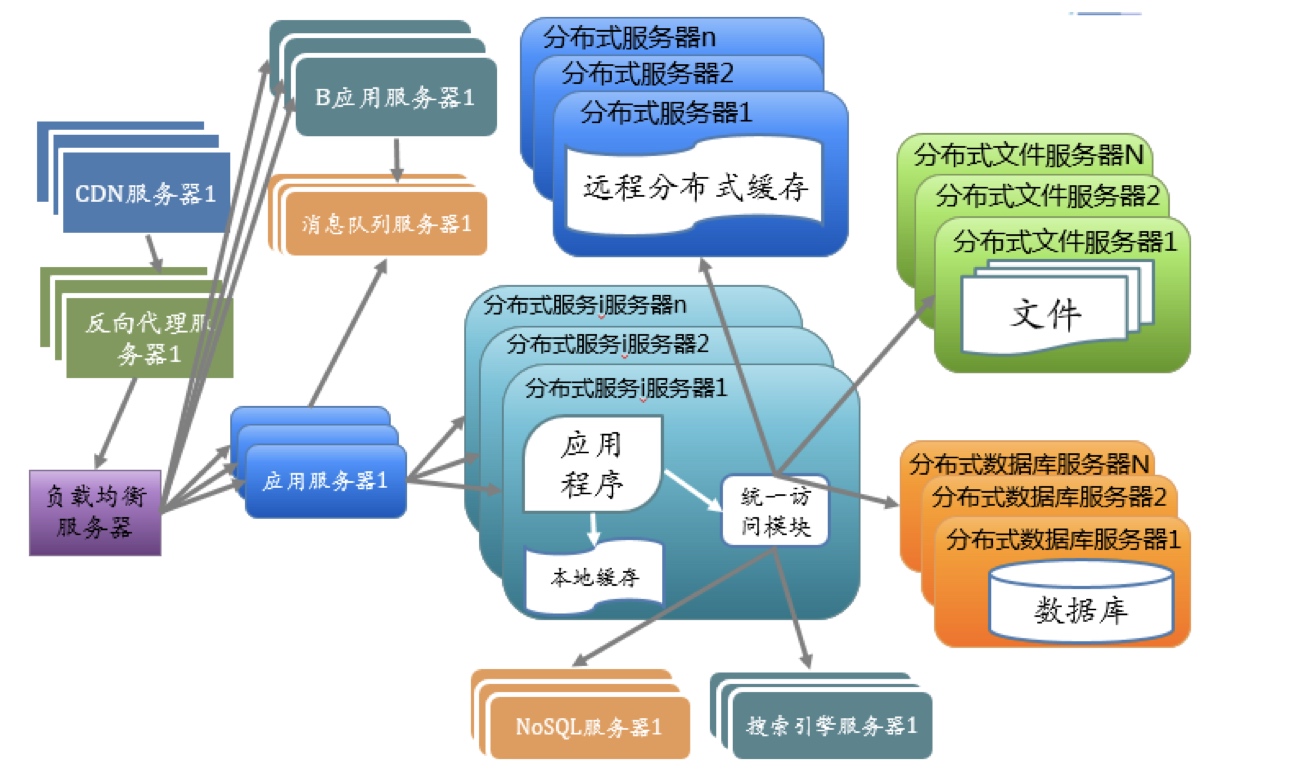 B应用服务器1
消息队列服务器1
CDN服务器1
反向代理服
务器1
负载均衡
服务器
应用服务器1
分布式服务器n
分布式服务器2
分布式服务器1
远程分布式缓存
分布式服务i服务器n
分布式服务i服务器2
分布式服务i服务器1
应用
程序
本地缓存
统一访
问模块
分布式文件服务器N
分布式文件服务器2
分布式文件服务器1
文件
分布式数据库服务器N
分布式数据库服务器2
分布式数据库服务器1
数据库
NoSQL服务器1
搜索引擎服务器1